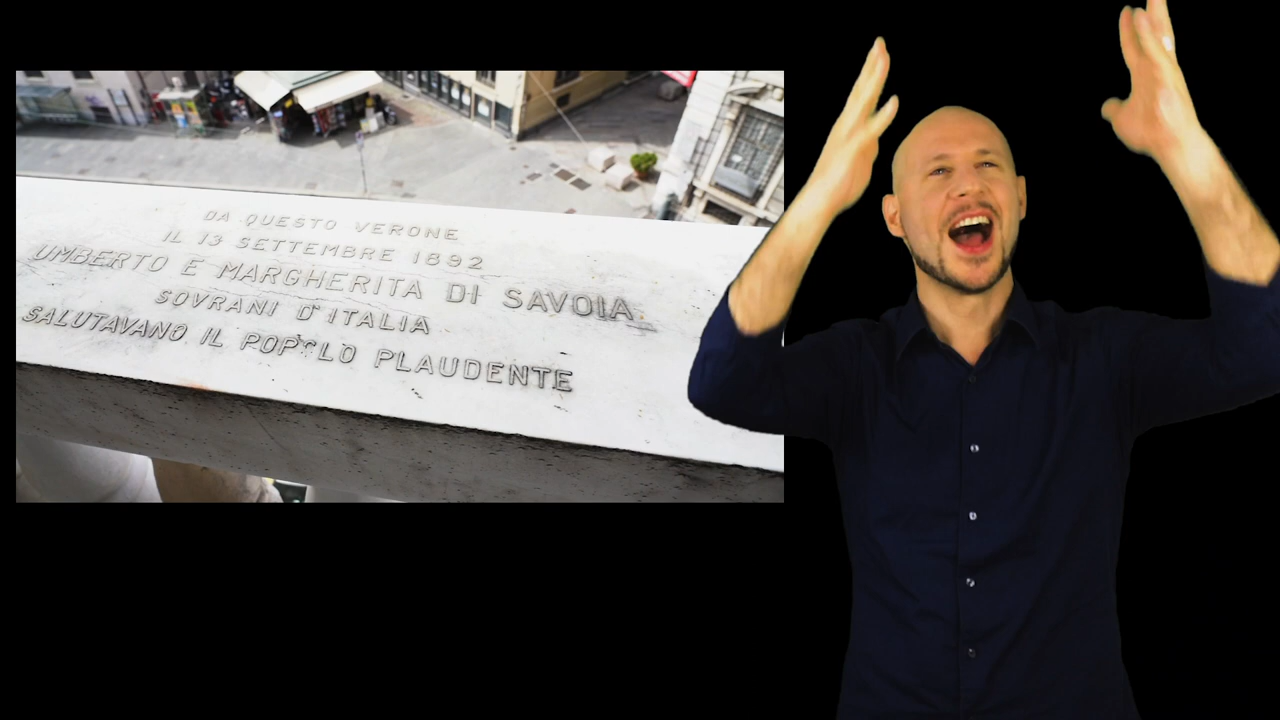 DA QUESTO VERONE
IL 13 SETTEMBRE 1892
UMBERTO E MARGHERITA DI SAVOIA
SOVRANI D'ITALIA
SALUTAVANO IL POPOLO PLAUDENTE